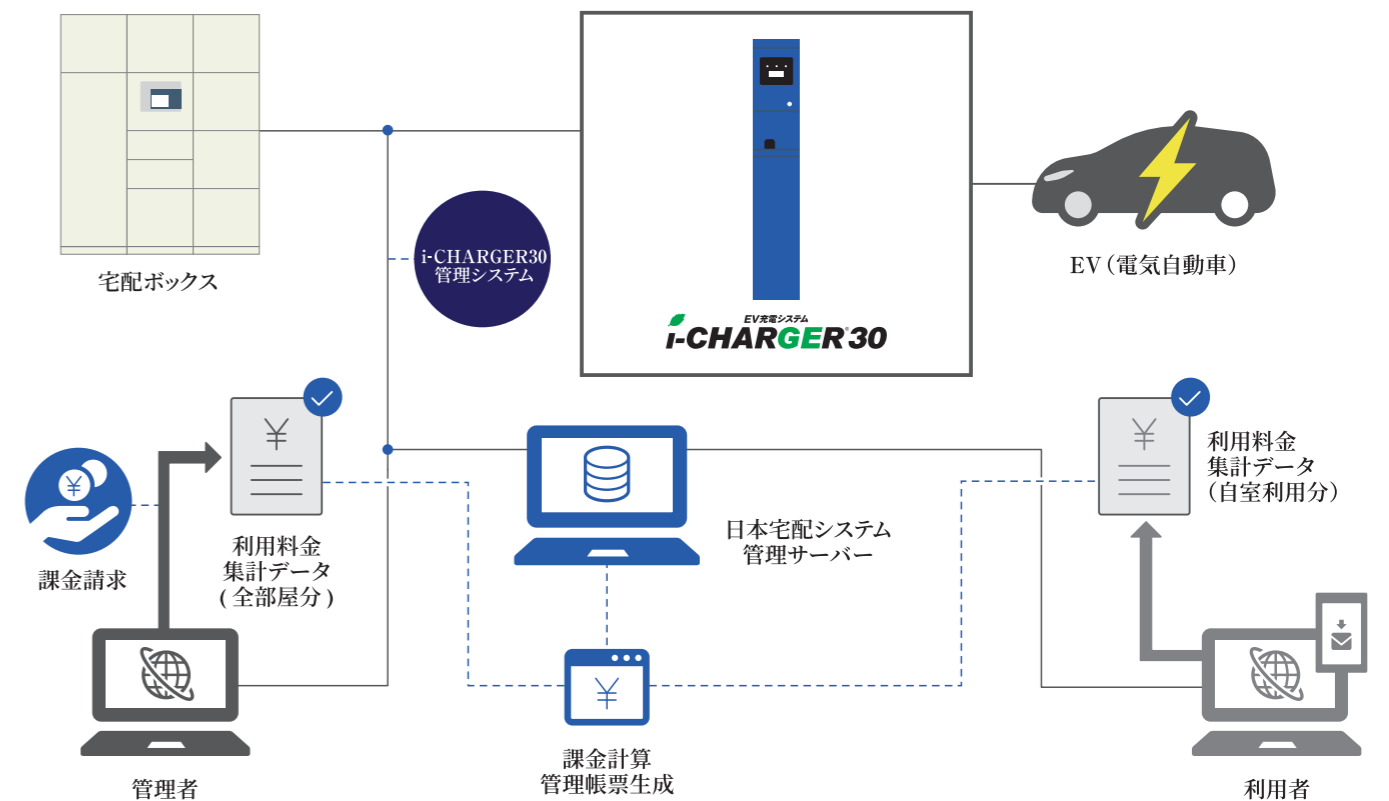 宅配ボックス
i-CHARGER30
管理システム
EV充電システム
i-CHARGER®30
EV（電気自動車）
¥
課金請求
¥
利用料金
集計データ
(全部屋分)
管理者
日本宅配システム
管理サーバー
¥
課金計算
管理帳票生成
¥
利用料金
集計データ
（自室利用分）
利用者